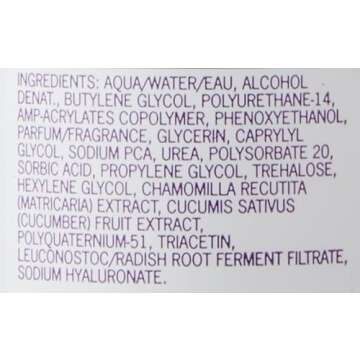 INGREDIENTS: AQUA/WATER/EAU, ALCOHOL
DENAT., BUTYLENE GLYCOL, POLYURETHANE-14,
AMP-ACRYLATES COPOLYMER, PHENOXYETHANOL,
PARFUM/FRAGRANCE, GLYCERIN, CAPRYLYL
GLYCOL, SODIUM PCA, UREA, POLYSORBATE 20,
SORBIC ACID, PROPYLENE GLYCOL, TREHALOSE,
HEXYLENE GLYCOL, CHAMOMILLA RECUTITA
(MATRICARIA) EXTRACT, CUCUMIS SATIVUS
(CUCUMBER) FRUIT EXTRACT,
POLYQUATERNIUM-51, TRIACETIN,
LEUCONOSTOC/RADISH ROOT FERMENT FILTRATE,
SODIUM HYALURONATE.